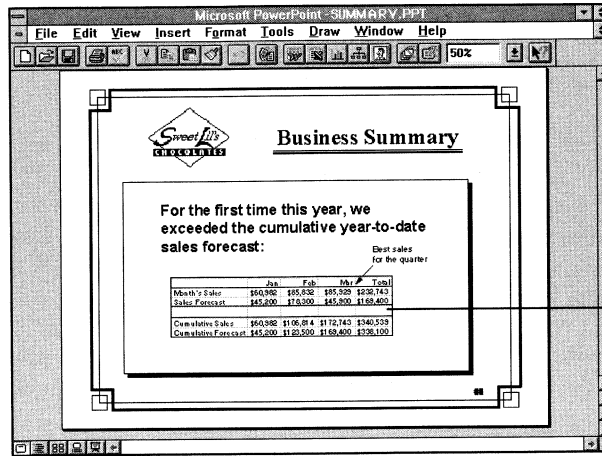 Microsoft PowerPoint - SUMMARY.PPT
File Edit View Insert Format Tools Draw Window Help
50%
Sweet Lil's
CHOCOLATES
Business Summary
For the first time this year, we
exceeded the cumulative year-to-date
sales forecast:
Best sales
for the quarter
Jan Feb Mar Total
Month's Sales $60,982 $85,832 $85,929 $232,743
Sales Forecast $45,200 $78,300 $45,900 $169,400
Cumulative Sales $60,982 $106,814 $172,743 $340,539
Cumulative Forecast $45,200 $123,500 $169,400 $338,100